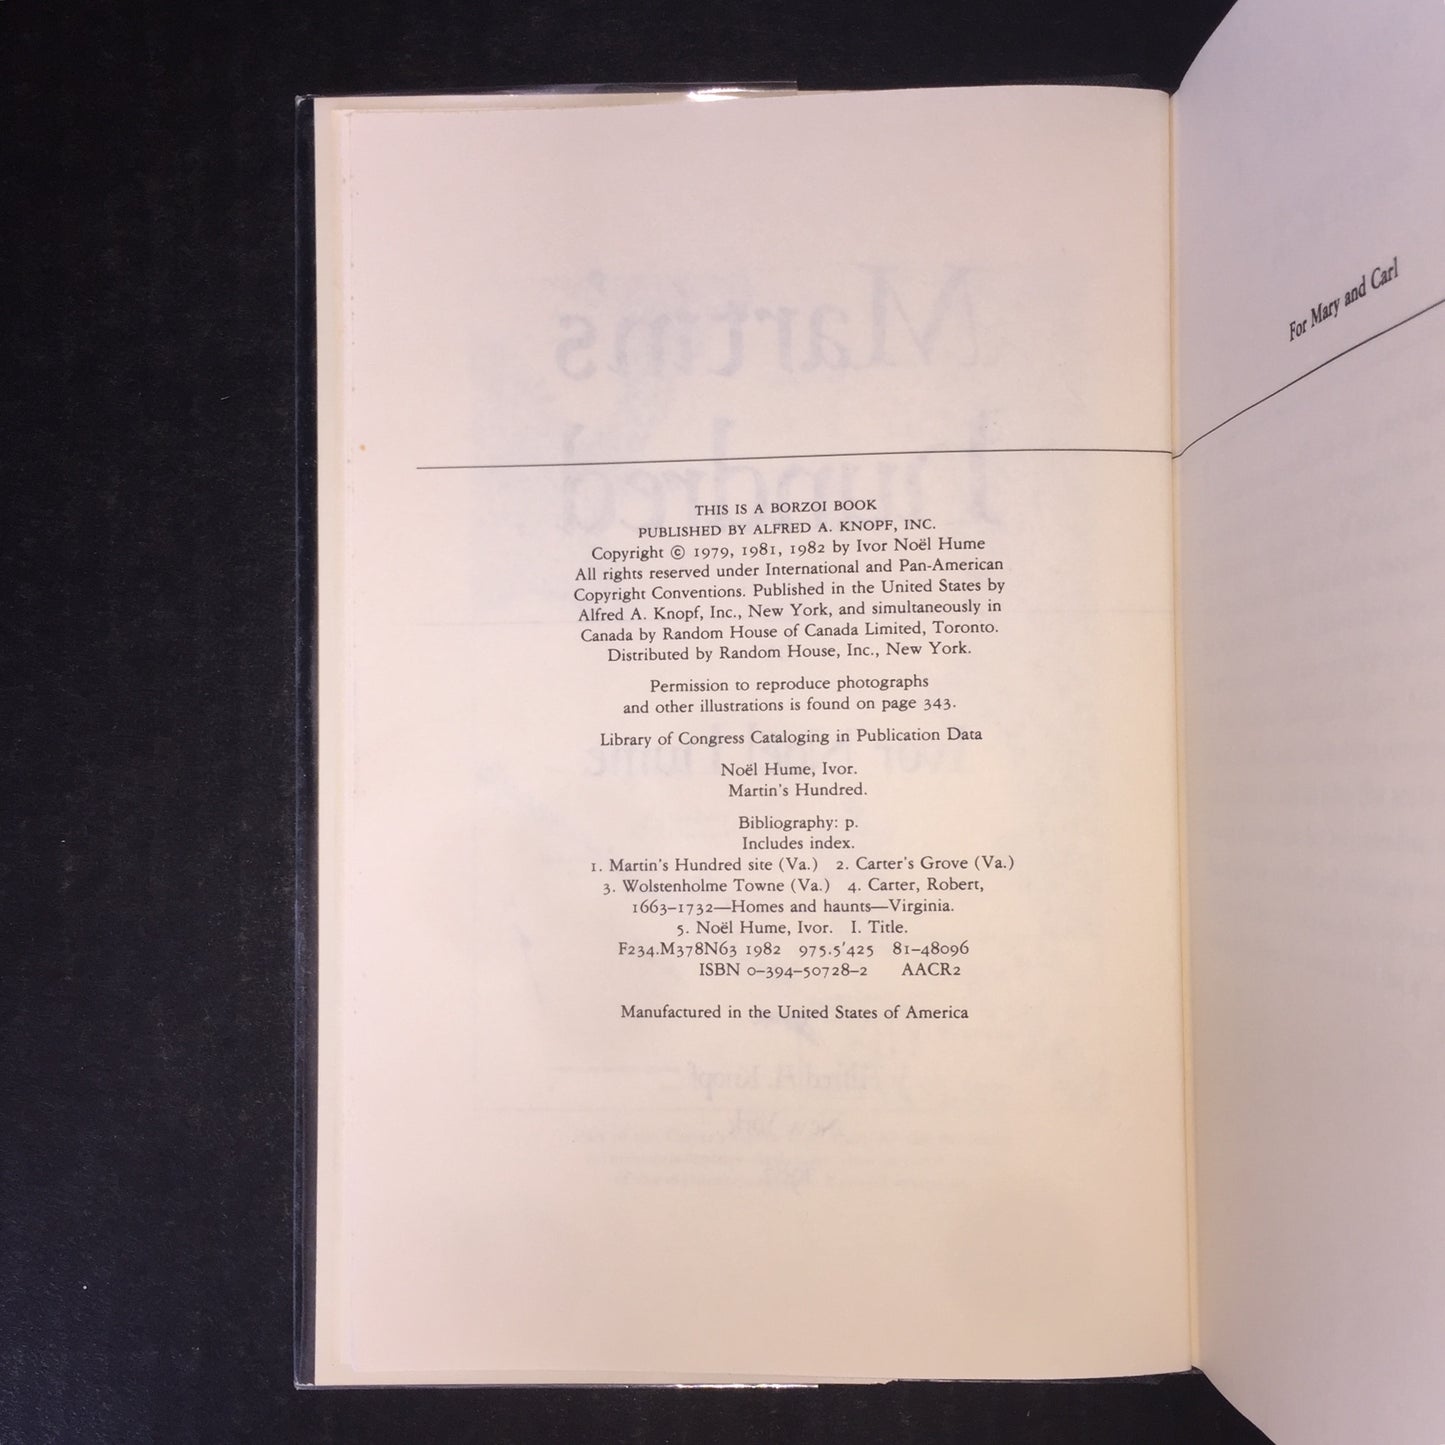 THIS IS A BORZOI BOOK
PUBLISHED BY ALFRED A. KNOPF, INC.
Copyright © 1979, 1981, 1982 by Ivor Noël Hume
All rights reserved under International and Pan-American
Copyright Conventions. Published in the United States by
Alfred A. Knopf, Inc., New York, and simultaneously in
Canada by Random House of Canada Limited, Toronto.
Distributed by Random House, Inc., New York.
Permission to reproduce photographs
and other illustrations is found on page 343.
Library of Congress Cataloging in Publication Data
Noël Hume, Ivor.
Martin's Hundred.
Bibliography: p.
Includes index.
1. Martin's Hundred site (Va.) 2. Carter's Grove (Va.)
3. Wolstenholme Towne (Va.) 4. Carter, Robert,
1663–1732—Homes and haunts—Virginia.
5. Noël Hume, Ivor. I. Title.
F234.M378N63 1982 975.5'425 81–48096
ISBN 0–394–50728–2 AACR2
Manufactured in the United States of America
For Mary and Carl